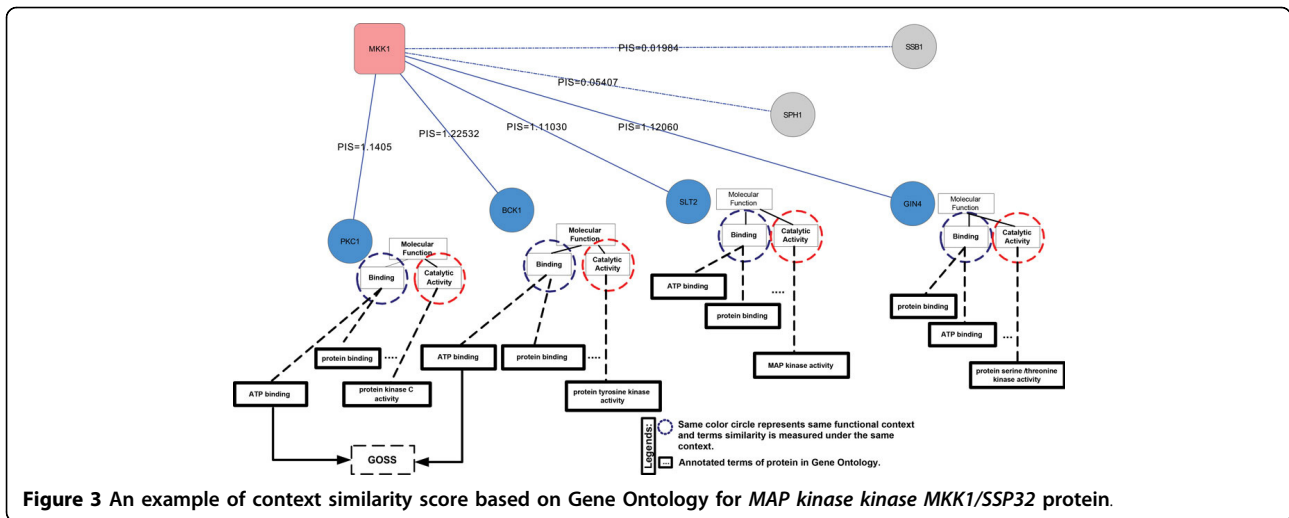 MKK1
SSB1
PIS=0.01984
SPH1
PIS=0.05407
PIS=1.1405
PIS=1.22532
PIS=1.11030
PIS=1.12060
PKC1
BCK1
SLT2
GIN4
Molecular
Function
Binding
Catalytic
Activity
protein binding
....
ATP binding
protein kinase C
activity
Molecular
Function
Binding
Catalytic
Activity
ATP binding
protein binding
....
protein tyrosine kinase
activity
Molecular
Function
Binding
Catalytic
Activity
ATP binding
....
protein binding
MAP kinase activity
Molecular
Function
Binding
Catalytic
Activity
protein binding
ATP binding
...
protein serine /threonine
kinase activity
GOSS
Legends:
Same color circle represents same functional context
and terms similarity is measured under the same
context.
...
Annotated terms of protein in Gene Ontology.
Figure 3 An example of context similarity score based on Gene Ontology for MAP kinase kinase MKK1/SSP32 protein.